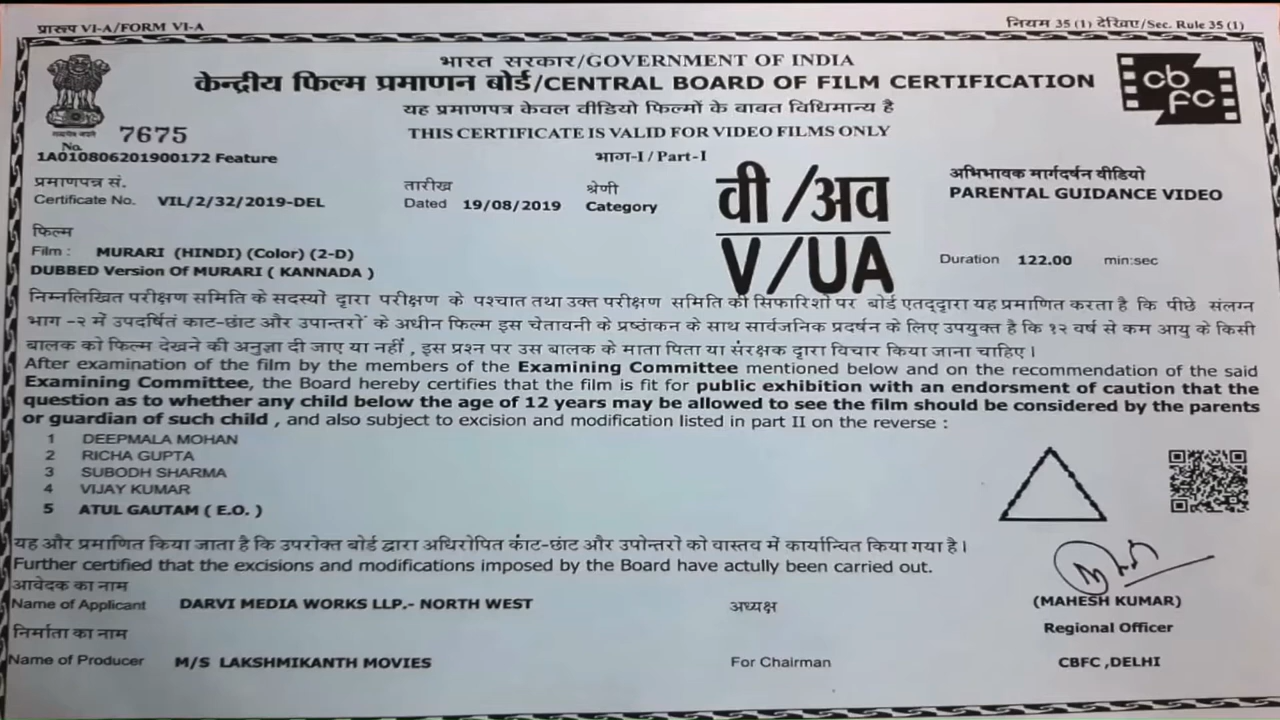 प्रारूप VI-A/FORM VI-A
नियम 35 (1) देखिए/Sec. Rule 35 (1)
भारत सरकार/GOVERNMENT OF INDIA
केन्द्रीय फिल्म प्रमाणन बोर्ड/CENTRAL BOARD OF FILM CERTIFICATION
cb
fc
यह प्रमाणपत्र केवल वीडियो फिल्मों के बावत विधिमान्य है
THIS CERTIFICATE IS VALID FOR VIDEO FILMS ONLY
No. 7675
1A010806201900172 Feature
भाग-I / Part-I
प्रमाणपत्र सं.
Certificate No. VIL/2/32/2019-DEL
तारीख
Dated 19/08/2019
श्रेणी
Category
वी/अव
V/UA
अभिभावक मार्गदर्षन वीडियो
PARENTAL GUIDANCE VIDEO
फिल्म
Film : MURARI (HINDI) (Color) (2-D)
DUBBED Version Of MURARI ( KANNADA )
Duration 122.00 min:sec
निम्नलिखित परीक्षण समिति के सदस्यो द्वारा परीक्षण के पश्चात तथा उक्त परीक्षण समिति की सिफारिशों पर बोर्ड एतद्द्वारा यह प्रमाणित करता है कि पीछे संलग्न
भाग -२ में उपदर्षित काट-छांट और उपान्तरों के अधीन फिल्म इस चेतावनी के प्रष्ठांकन के साथ सार्वजनिक प्रदर्षन के लिए उपयुक्त है कि १२ वर्ष से कम आयु के किसी
बालक को फिल्म देखने की अनुज्ञा दी जाए या नहीं , इस प्रश्न पर उस बालक के माता पिता या संरक्षक द्वारा विचार किया जाना चाहिए ।
After examination of the film by the members of the Examining Committee mentioned below and on the recommendation of the said
Examining Committee, the Board hereby certifies that the film is fit for public exhibition with an endorsment of caution that the
question as to whether any child below the age of 12 years may be allowed to see the film should be considered by the parents
or guardian of such child , and also subject to excision and modification listed in part II on the reverse :
1 DEEPMALA MOHAN
2 RICHA GUPTA
3 SUBODH SHARMA
4 VIJAY KUMAR
5 ATUL GAUTAM ( E.O. )
यह और प्रमाणित किया जाता है कि उपरोक्त बोर्ड द्वारा अधिरोपित काट-छांट और उपोन्तरो को वास्तव में कार्यान्वित किया गया है ।
Further certified that the excisions and modifications imposed by the Board have actully been carried out.
आवेदक का नाम
Name of Applicant DARVI MEDIA WORKS LLP.- NORTH WEST
अध्यक्ष
(MAHESH KUMAR)
Regional Officer
निर्माता का नाम
Name of Producer M/S LAKSHMIKANTH MOVIES
For Chairman
CBFC ,DELHI